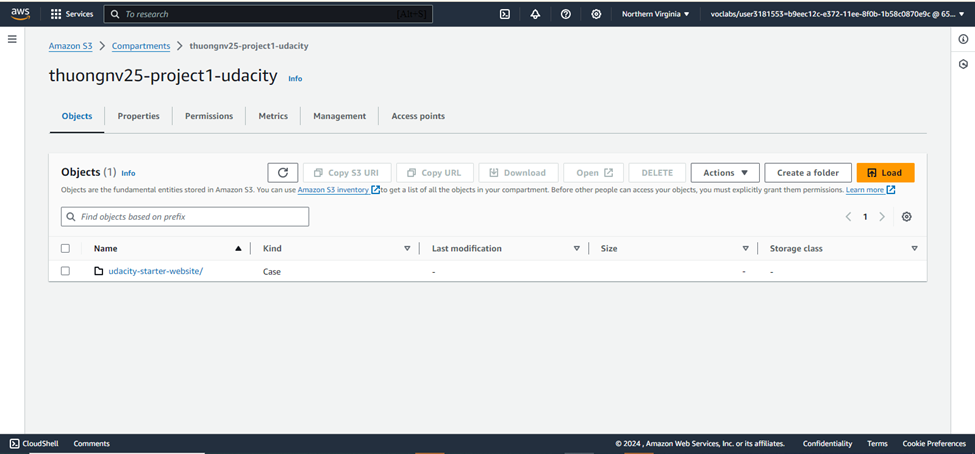 aws Services To research [Alt+S] Northern Virginia voclabs/user3181553=b9eec12c-e372-11ee-8f0b-1b58c0870e9c @ 65...
Amazon S3 > Compartments > thuongnv25-project1-udacity
thuongnv25-project1-udacity Info
Objects Properties Permissions Metrics Management Access points
Objects (1) Info Copy S3 URI Copy URL Download Open DELETE Actions Create a folder Load
Objects are the fundamental entities stored in Amazon S3. You can use Amazon S3 inventory to get a list of all the objects in your compartment. Before other people can access your objects, you must explicitly grant them permissions. Learn more
Find objects based on prefix 1
Name Kind Last modification Size Storage class
udacity-starter-website/ Case - - -
CloudShell Comments © 2024 , Amazon Web Services, Inc. or its affiliates. Confidentiality Terms Cookie Preferences